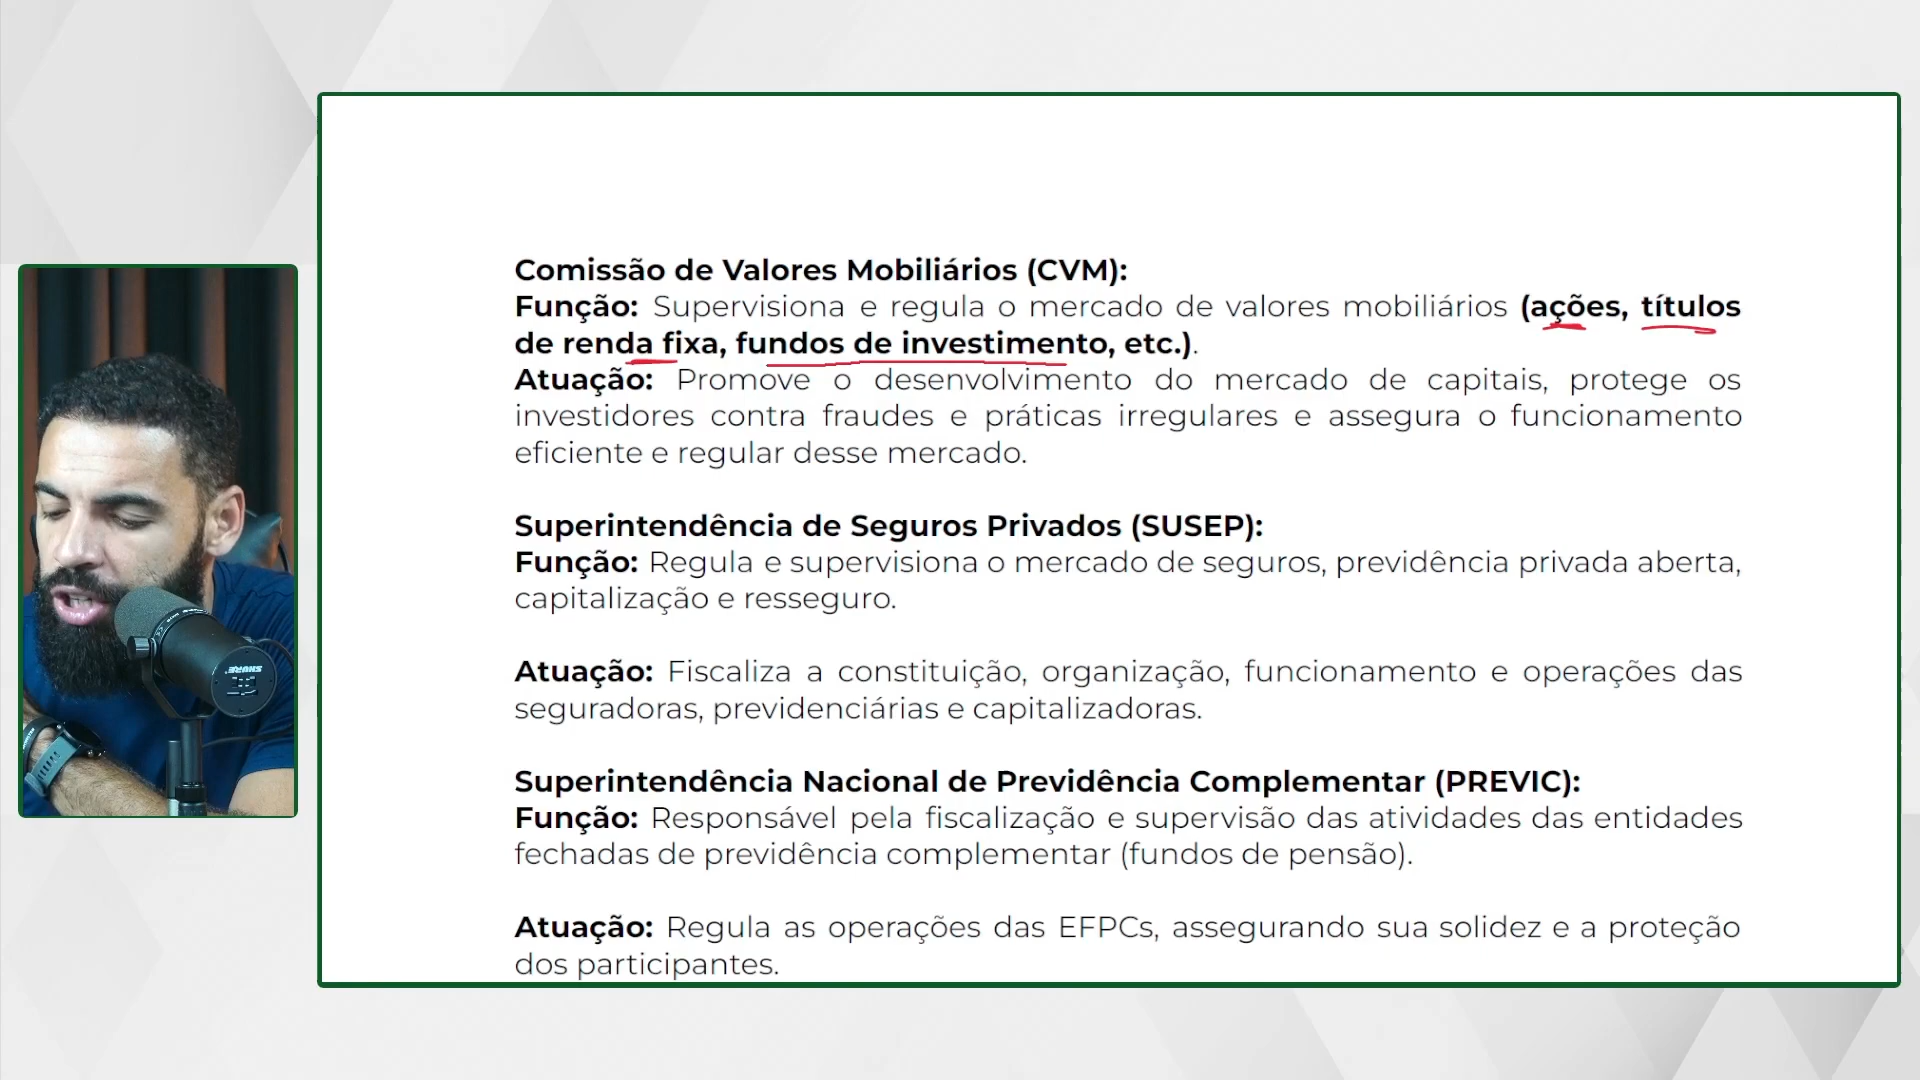 Comissão de Valores Mobiliários (CVM):
Função: Supervisiona e regula o mercado de valores mobiliários (ações, títulos
de renda fixa, fundos de investimento, etc.).
Atuação: Promove o desenvolvimento do mercado de capitais, protege os
investidores contra fraudes e práticas irregulares e assegura o funcionamento
eficiente e regular desse mercado.
Superintendência de Seguros Privados (SUSEP):
Função: Regula e supervisiona o mercado de seguros, previdência privada aberta,
capitalização e resseguro.
Atuação: Fiscaliza a constituição, organização, funcionamento e operações das
seguradoras, previdenciárias e capitalizadoras.
Superintendência Nacional de Previdência Complementar (PREVIC):
Função: Responsável pela fiscalização e supervisão das atividades das entidades
fechadas de previdência complementar (fundos de pensão).
Atuação: Regula as operações das EFPCs, assegurando sua solidez e a proteção
dos participantes.
SHURE